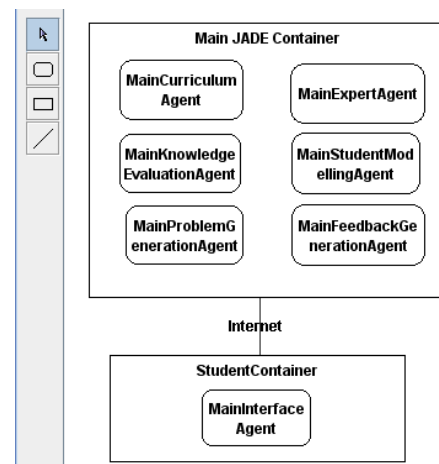 Main JADE Container
MainCurriculum
Agent
MainExpertAgent
MainKnowledge
EvaluationAgent
MainStudentMod
ellingAgent
MainProblemG
enerationAgent
MainFeedbackGe
nerationAgent
Internet
StudentContainer
MainInterface
Agent